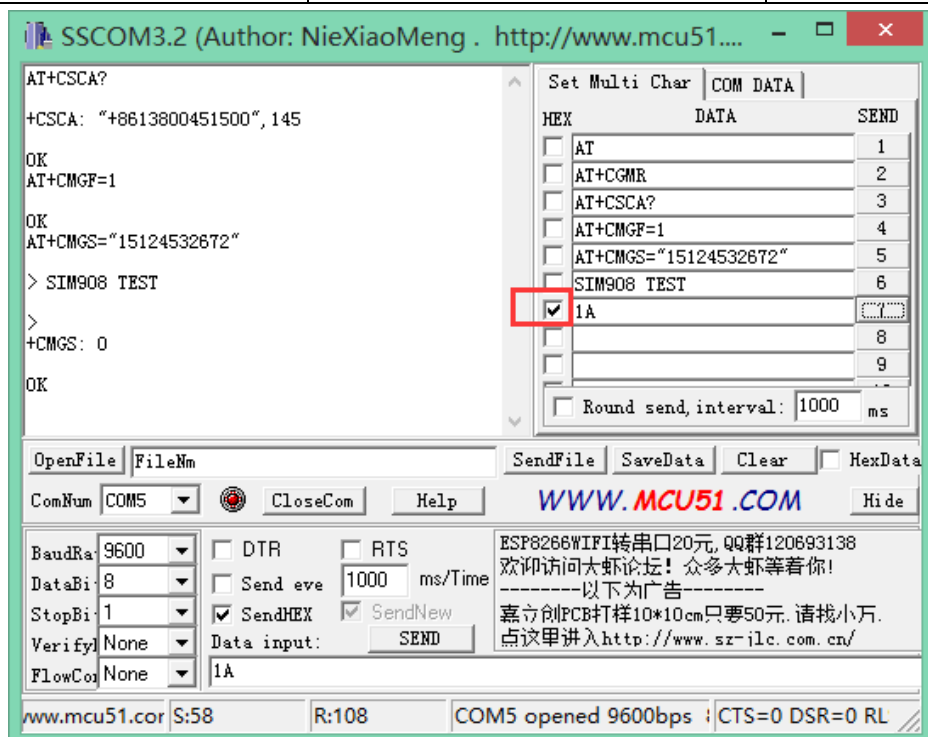 SSCOM3.2 (Author: NieXiaoMeng . http://www.mcu51....
AT+CSCA?
+CSCA: "+8613800451500",145
OK
AT+CMGF=1
OK
AT+CMGS="15124532672"
> SIM908 TEST
>
+CMGS: 0
OK
Set Multi Char COM DATA
HEX DATA SEND
AT 1
AT+CGMR 2
AT+CSCA? 3
AT+CMGF=1 4
AT+CMGS="15124532672" 5
SIM908 TEST 6
1A 7
8
9
Round send, interval: 1000 ms
OpenFile FileNm SendFile SaveData Clear HexData
ComNum COM5 CloseCom Help WWW.MCU51.COM Hide
BaudRa 9600 DTR RTS
DataBi 8 Send eve 1000 ms/Time
StopBi 1 SendHEX SendNew
Verify None Data input: SEND
FlowCo None 1A
ESP8266WIFI转串口20元,QQ群120693138
欢迎访问大虾论坛！众多大虾等着你!
--------以下为广告--------
嘉立创PCB打样10*10cm只要50元.请找小万.
点这里进入http://www.sz-jlc.com.cn/
www.mcu51.cor S:58 R:108 COM5 opened 9600bps CTS=0 DSR=0 RL